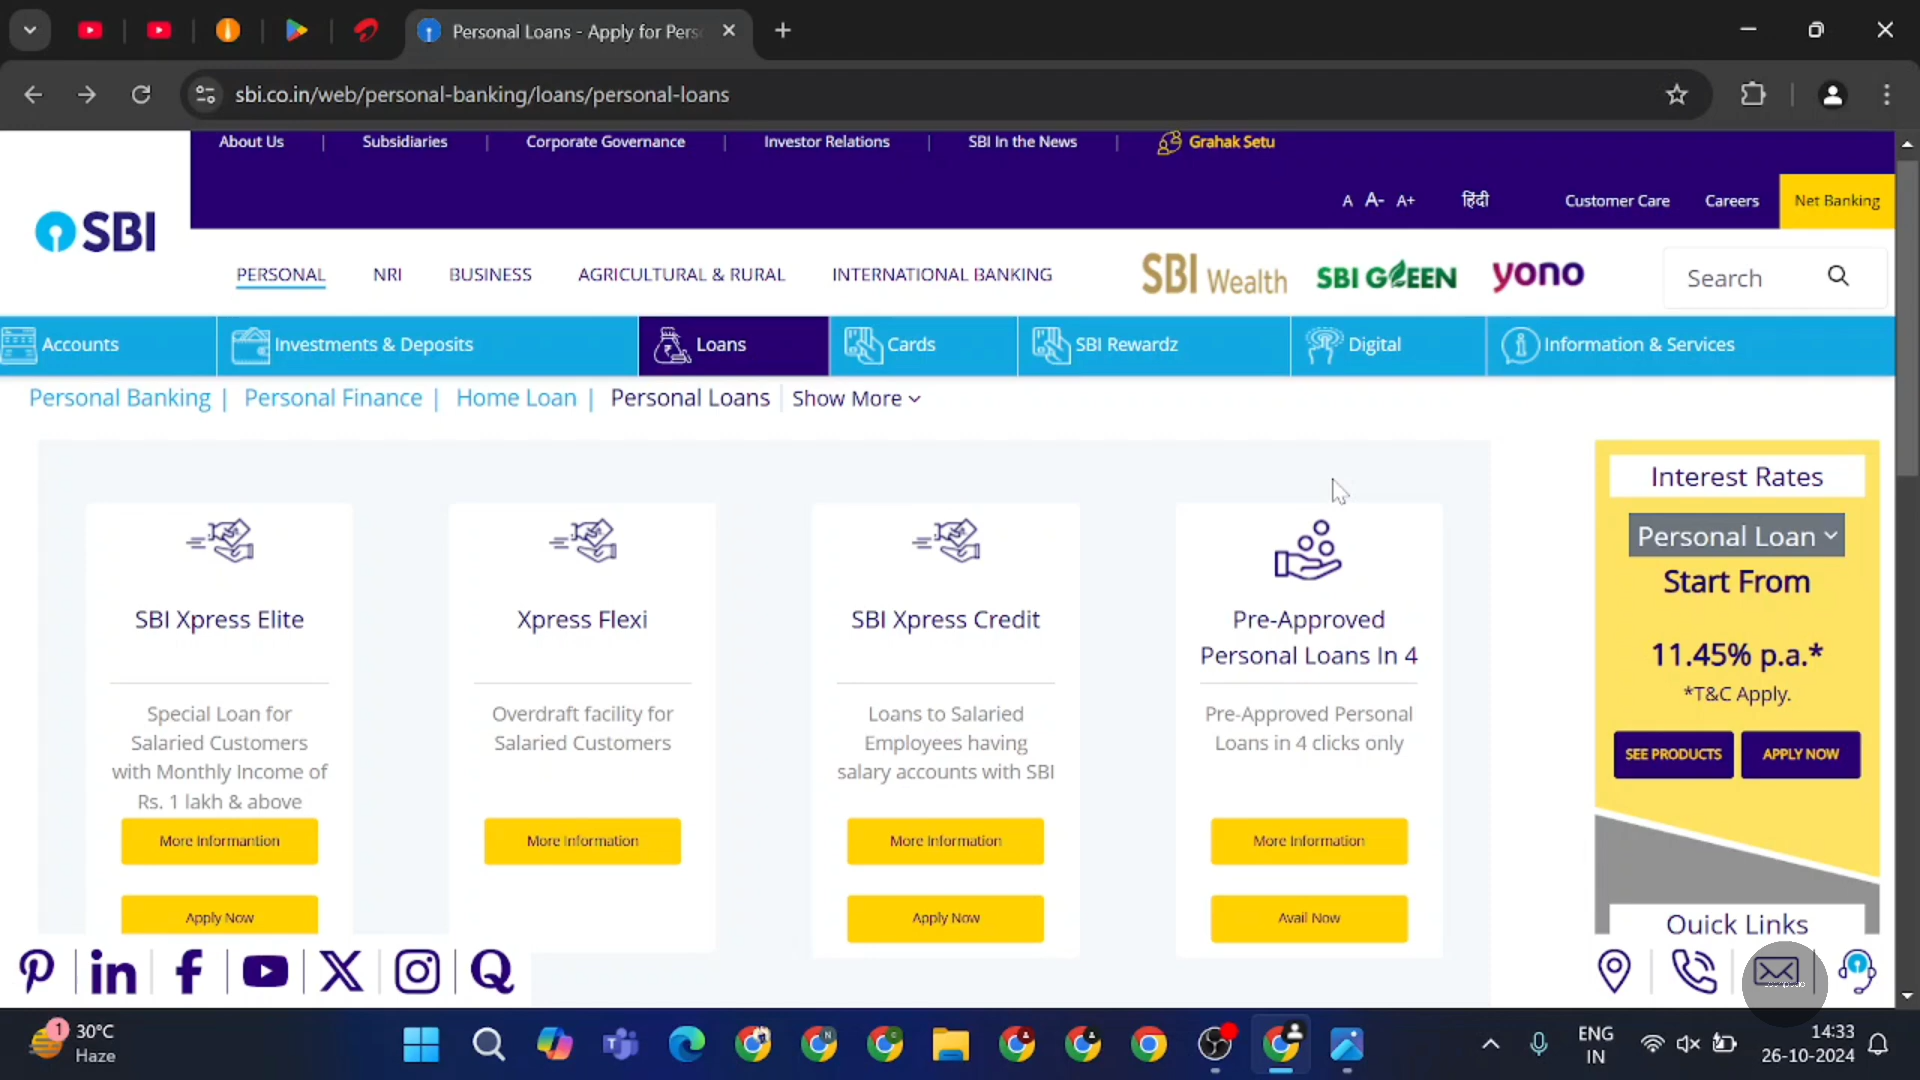 Personal Loans - Apply for Pers
sbi.co.in/web/personal-banking/loans/personal-loans
About Us | Subsidiaries | Corporate Governance | Investor Relations | SBI In the News | Grahak Setu
A A- A+ हिंदी Customer Care Careers Net Banking
SBI
PERSONAL NRI BUSINESS AGRICULTURAL & RURAL INTERNATIONAL BANKING SBI Wealth SBI GREEN yono Search
Accounts Investments & Deposits Loans Cards SBI Rewardz Digital Information & Services
Personal Banking | Personal Finance | Home Loan | Personal Loans Show More
SBI Xpress Elite
Special Loan for
Salaried Customers
with Monthly Income of
Rs. 1 lakh & above
More Informantion
Apply Now
Xpress Flexi
Overdraft facility for
Salaried Customers
More Information
SBI Xpress Credit
Loans to Salaried
Employees having
salary accounts with SBI
More Information
Apply Now
Pre-Approved
Personal Loans In 4
Pre-Approved Personal
Loans in 4 clicks only
More Information
Avail Now
Interest Rates
Personal Loan
Start From
11.45% p.a.*
*T&C Apply.
SEE PRODUCTS APPLY NOW
Quick Links
1
30°C
Haze
ENG
IN
14:33
26-10-2024